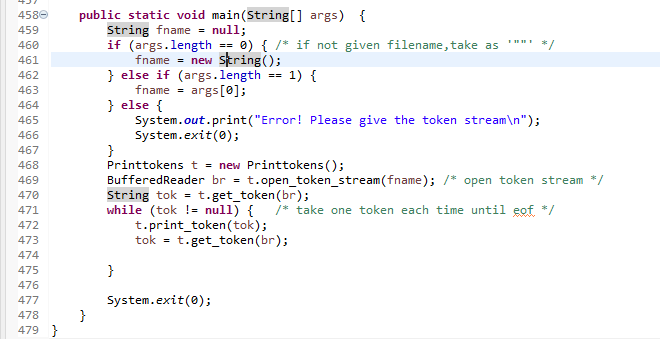 458 public static void main(String[] args)  {
459 String fname = null;
460 if (args.length == 0) { /* if not given filename,take as '""' */
461 fname = new String();
462 } else if (args.length == 1) {
463 fname = args[0];
464 } else {
465 System.out.print("Error! Please give the token stream\n");
466 System.exit(0);
467 }
468 Printtokens t = new Printtokens();
469 BufferedReader br = t.open_token_stream(fname); /* open token stream */
470 String tok = t.get_token(br);
471 while (tok != null) {   /* take one token each time until eof */
472 t.print_token(tok);
473 tok = t.get_token(br);
474
475 }
476
477 System.exit(0);
478 }
479 }